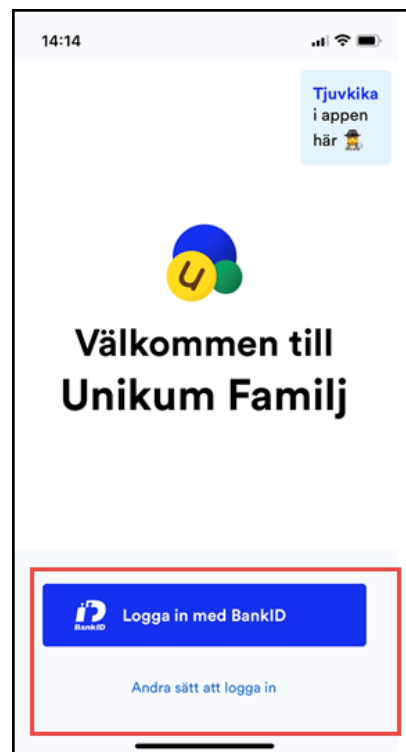 14:14
Tjuvkika
i appen
här
u
Välkommen till
Unikum Familj
BankID
Logga in med BankID
Andra sätt att logga in